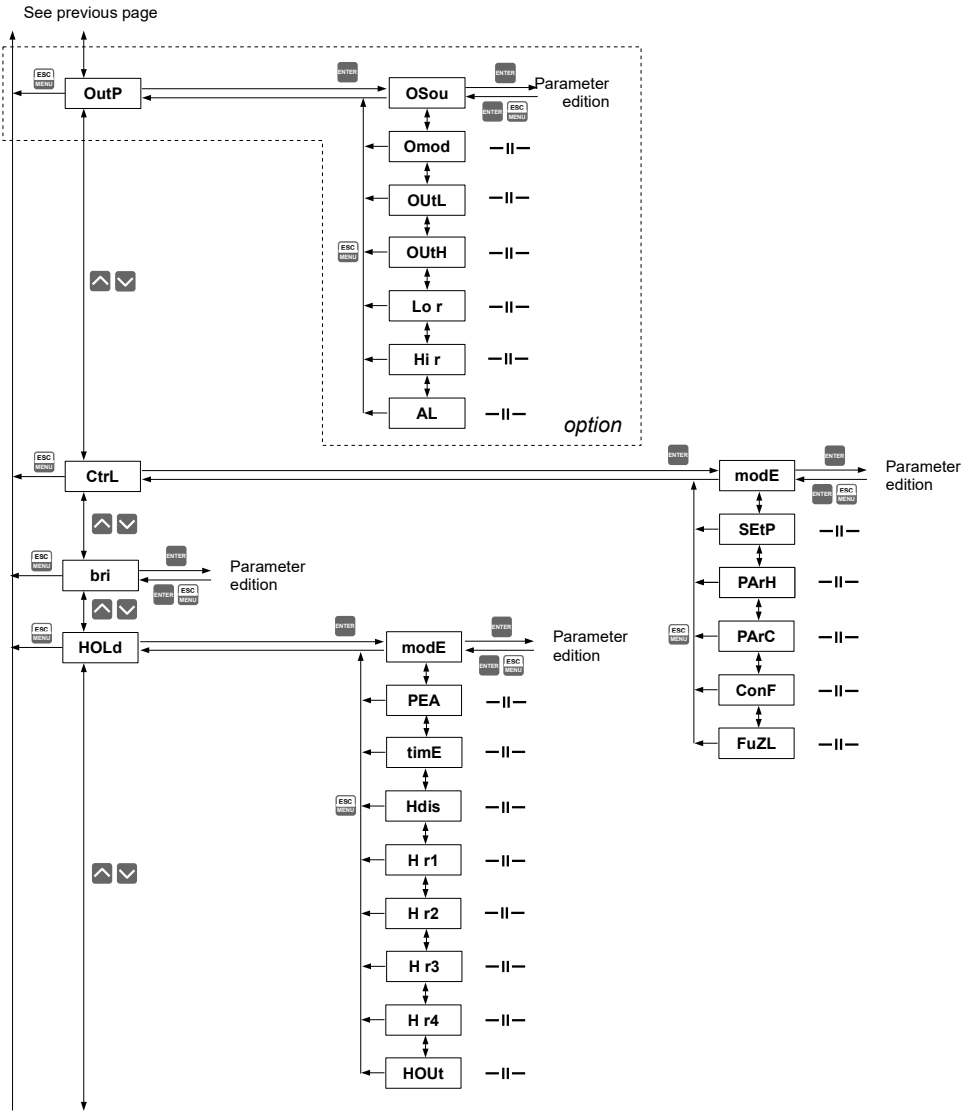 See previous page
ESC
MENU
OutP
ENTER
OSou
ENTER
Parameter
edition
ENTER
ESC
MENU
Omod
—II—
OUtL
—II—
ESC
MENU
OUtH
—II—
Lo r
—II—
Hi r
—II—
AL
—II—
option
ESC
MENU
CtrL
ENTER
modE
ENTER
Parameter
edition
ENTER
ESC
MENU
SEtP
—II—
PArH
—II—
ESC
MENU
PArC
—II—
ConF
—II—
FuZL
—II—
ESC
MENU
bri
ENTER
Parameter
edition
ENTER
ESC
MENU
ESC
MENU
HOLd
ENTER
modE
ENTER
Parameter
edition
ENTER
ESC
MENU
PEA
—II—
timE
—II—
ESC
MENU
Hdis
—II—
H r1
—II—
H r2
—II—
H r3
—II—
H r4
—II—
HOUt
—II—